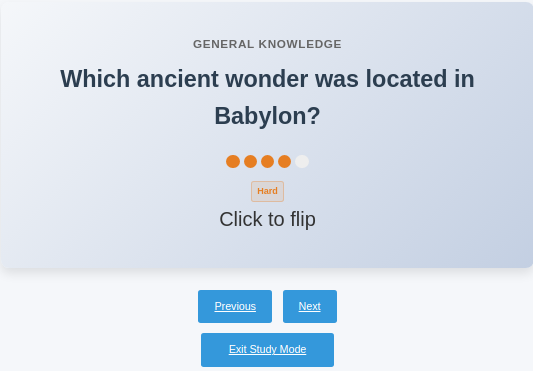 GENERAL KNOWLEDGE
Which ancient wonder was located in
Babylon?
Hard
Click to flip
Previous
Next
Exit Study Mode